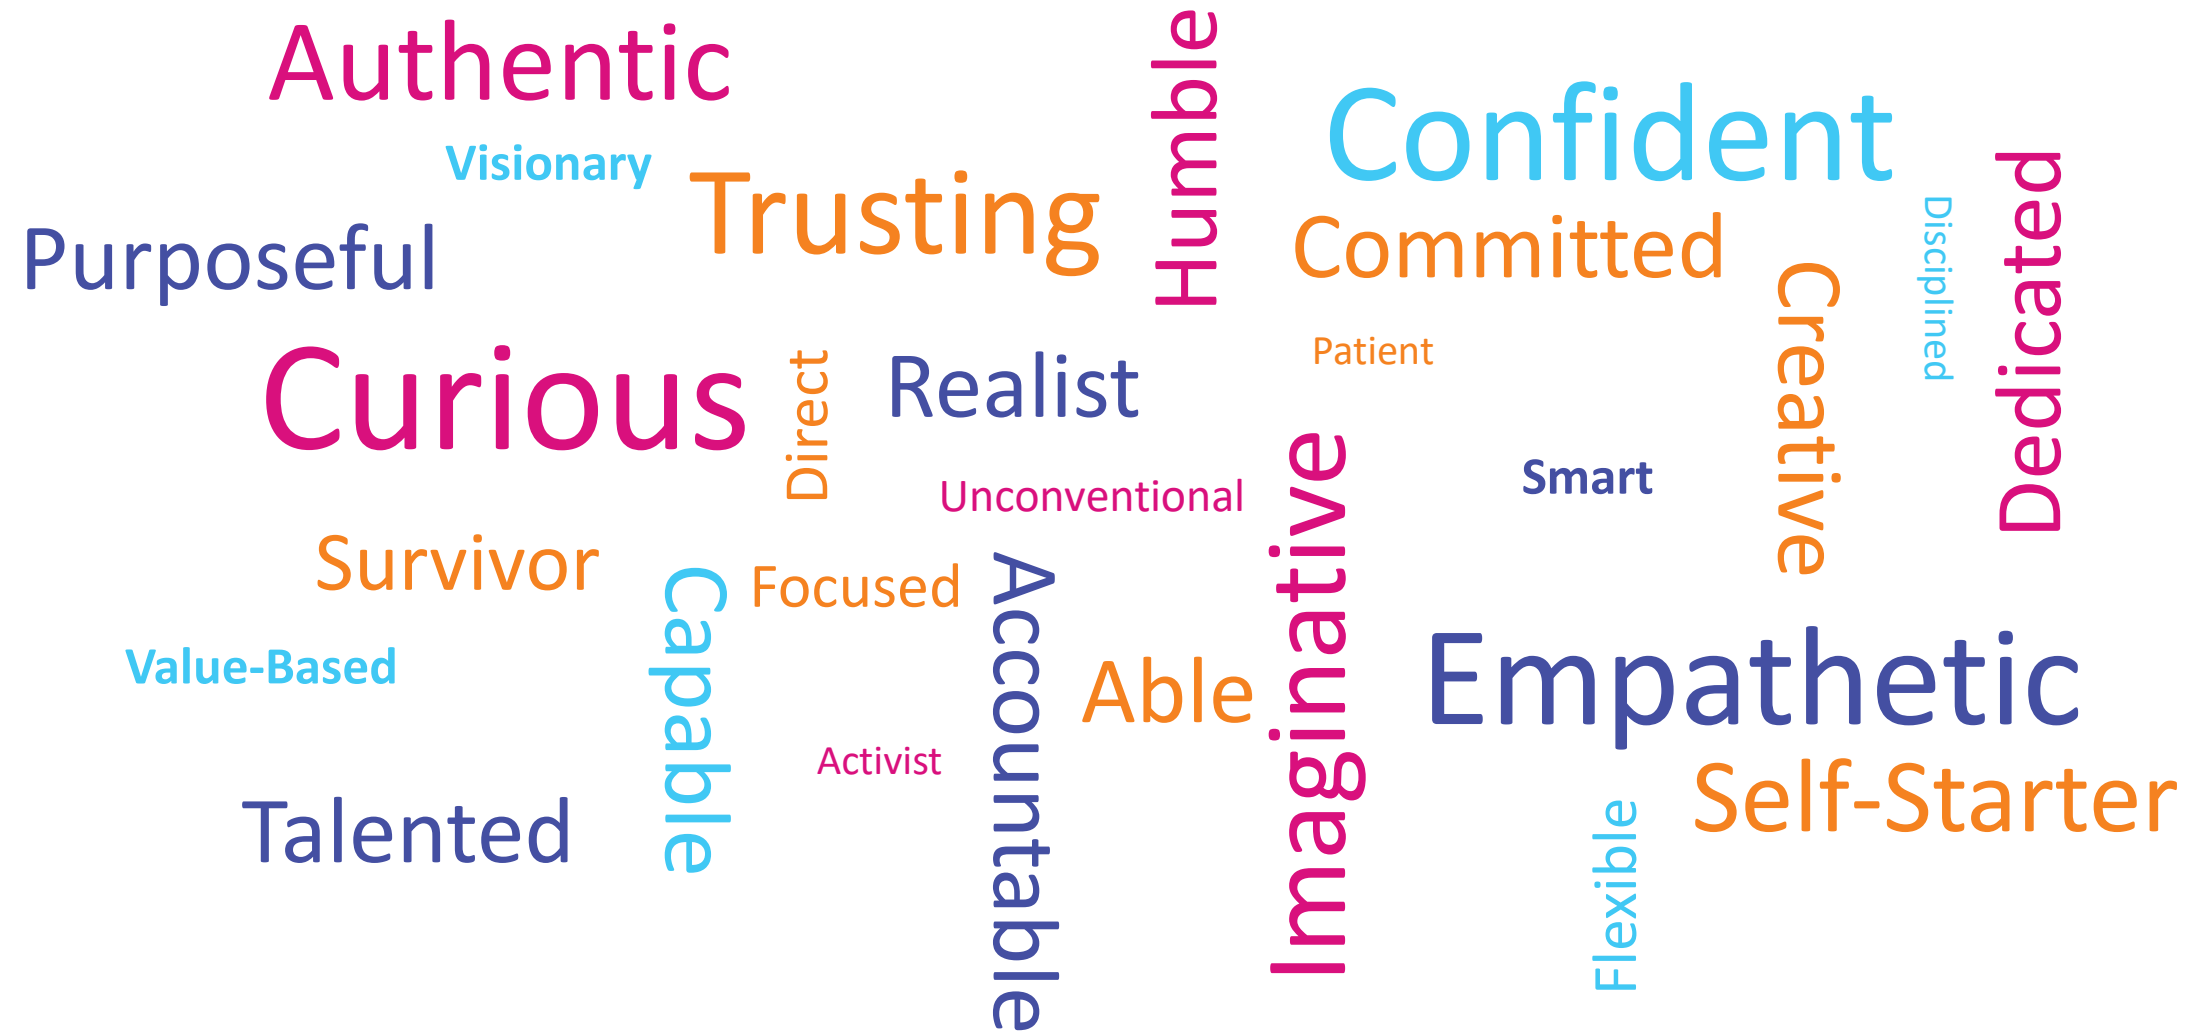 Authentic
Humble
Confident
Visionary
Trusting
Purposeful
Committed
Disciplined
Dedicated
Creative
Curious
Direct
Realist
Patient
Unconventional
Smart
Imaginative
Survivor
Capable
Focused
Accountable
Value-Based
Able
Empathetic
Activist
Talented
Self-Starter
Flexible